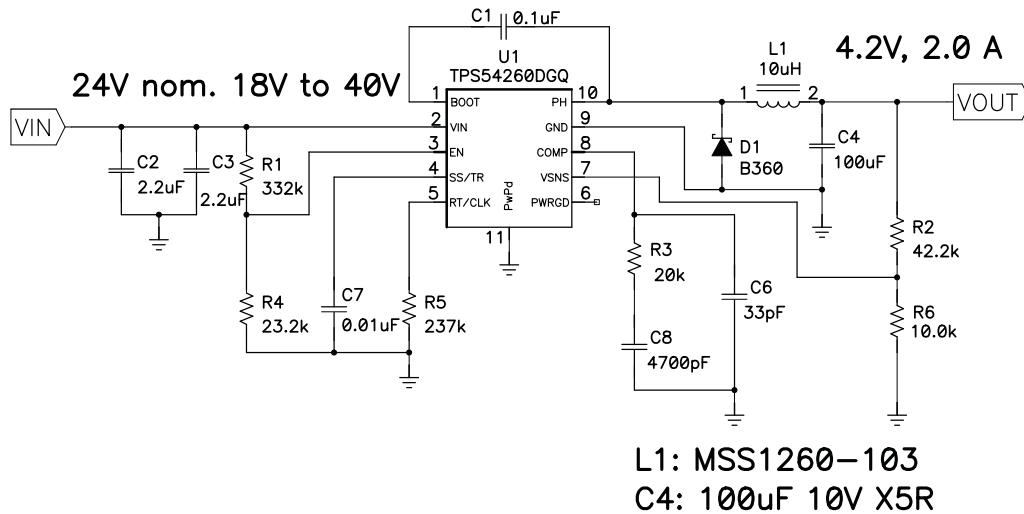 C1
0.1uF
U1
TPS54260DGQ
24V nom. 18V to 40V
4.2V, 2.0 A
L1
10uH
VIN
VOUT
1
BOOT
PH
10
2
VIN
GND
9
3
EN
COMP
8
4
SS/TR
VSNS
7
5
RT/CLK
PWRGD
6
PwPd
11
1
2
C2
2.2uF
C3
2.2uF
R1
332k
D1
B360
C4
100uF
R2
42.2k
R3
20k
C6
33pF
R4
23.2k
C7
0.01uF
R5
237k
C8
4700pF
R6
10.0k
L1: MSS1260-103
C4: 100uF 10V X5R